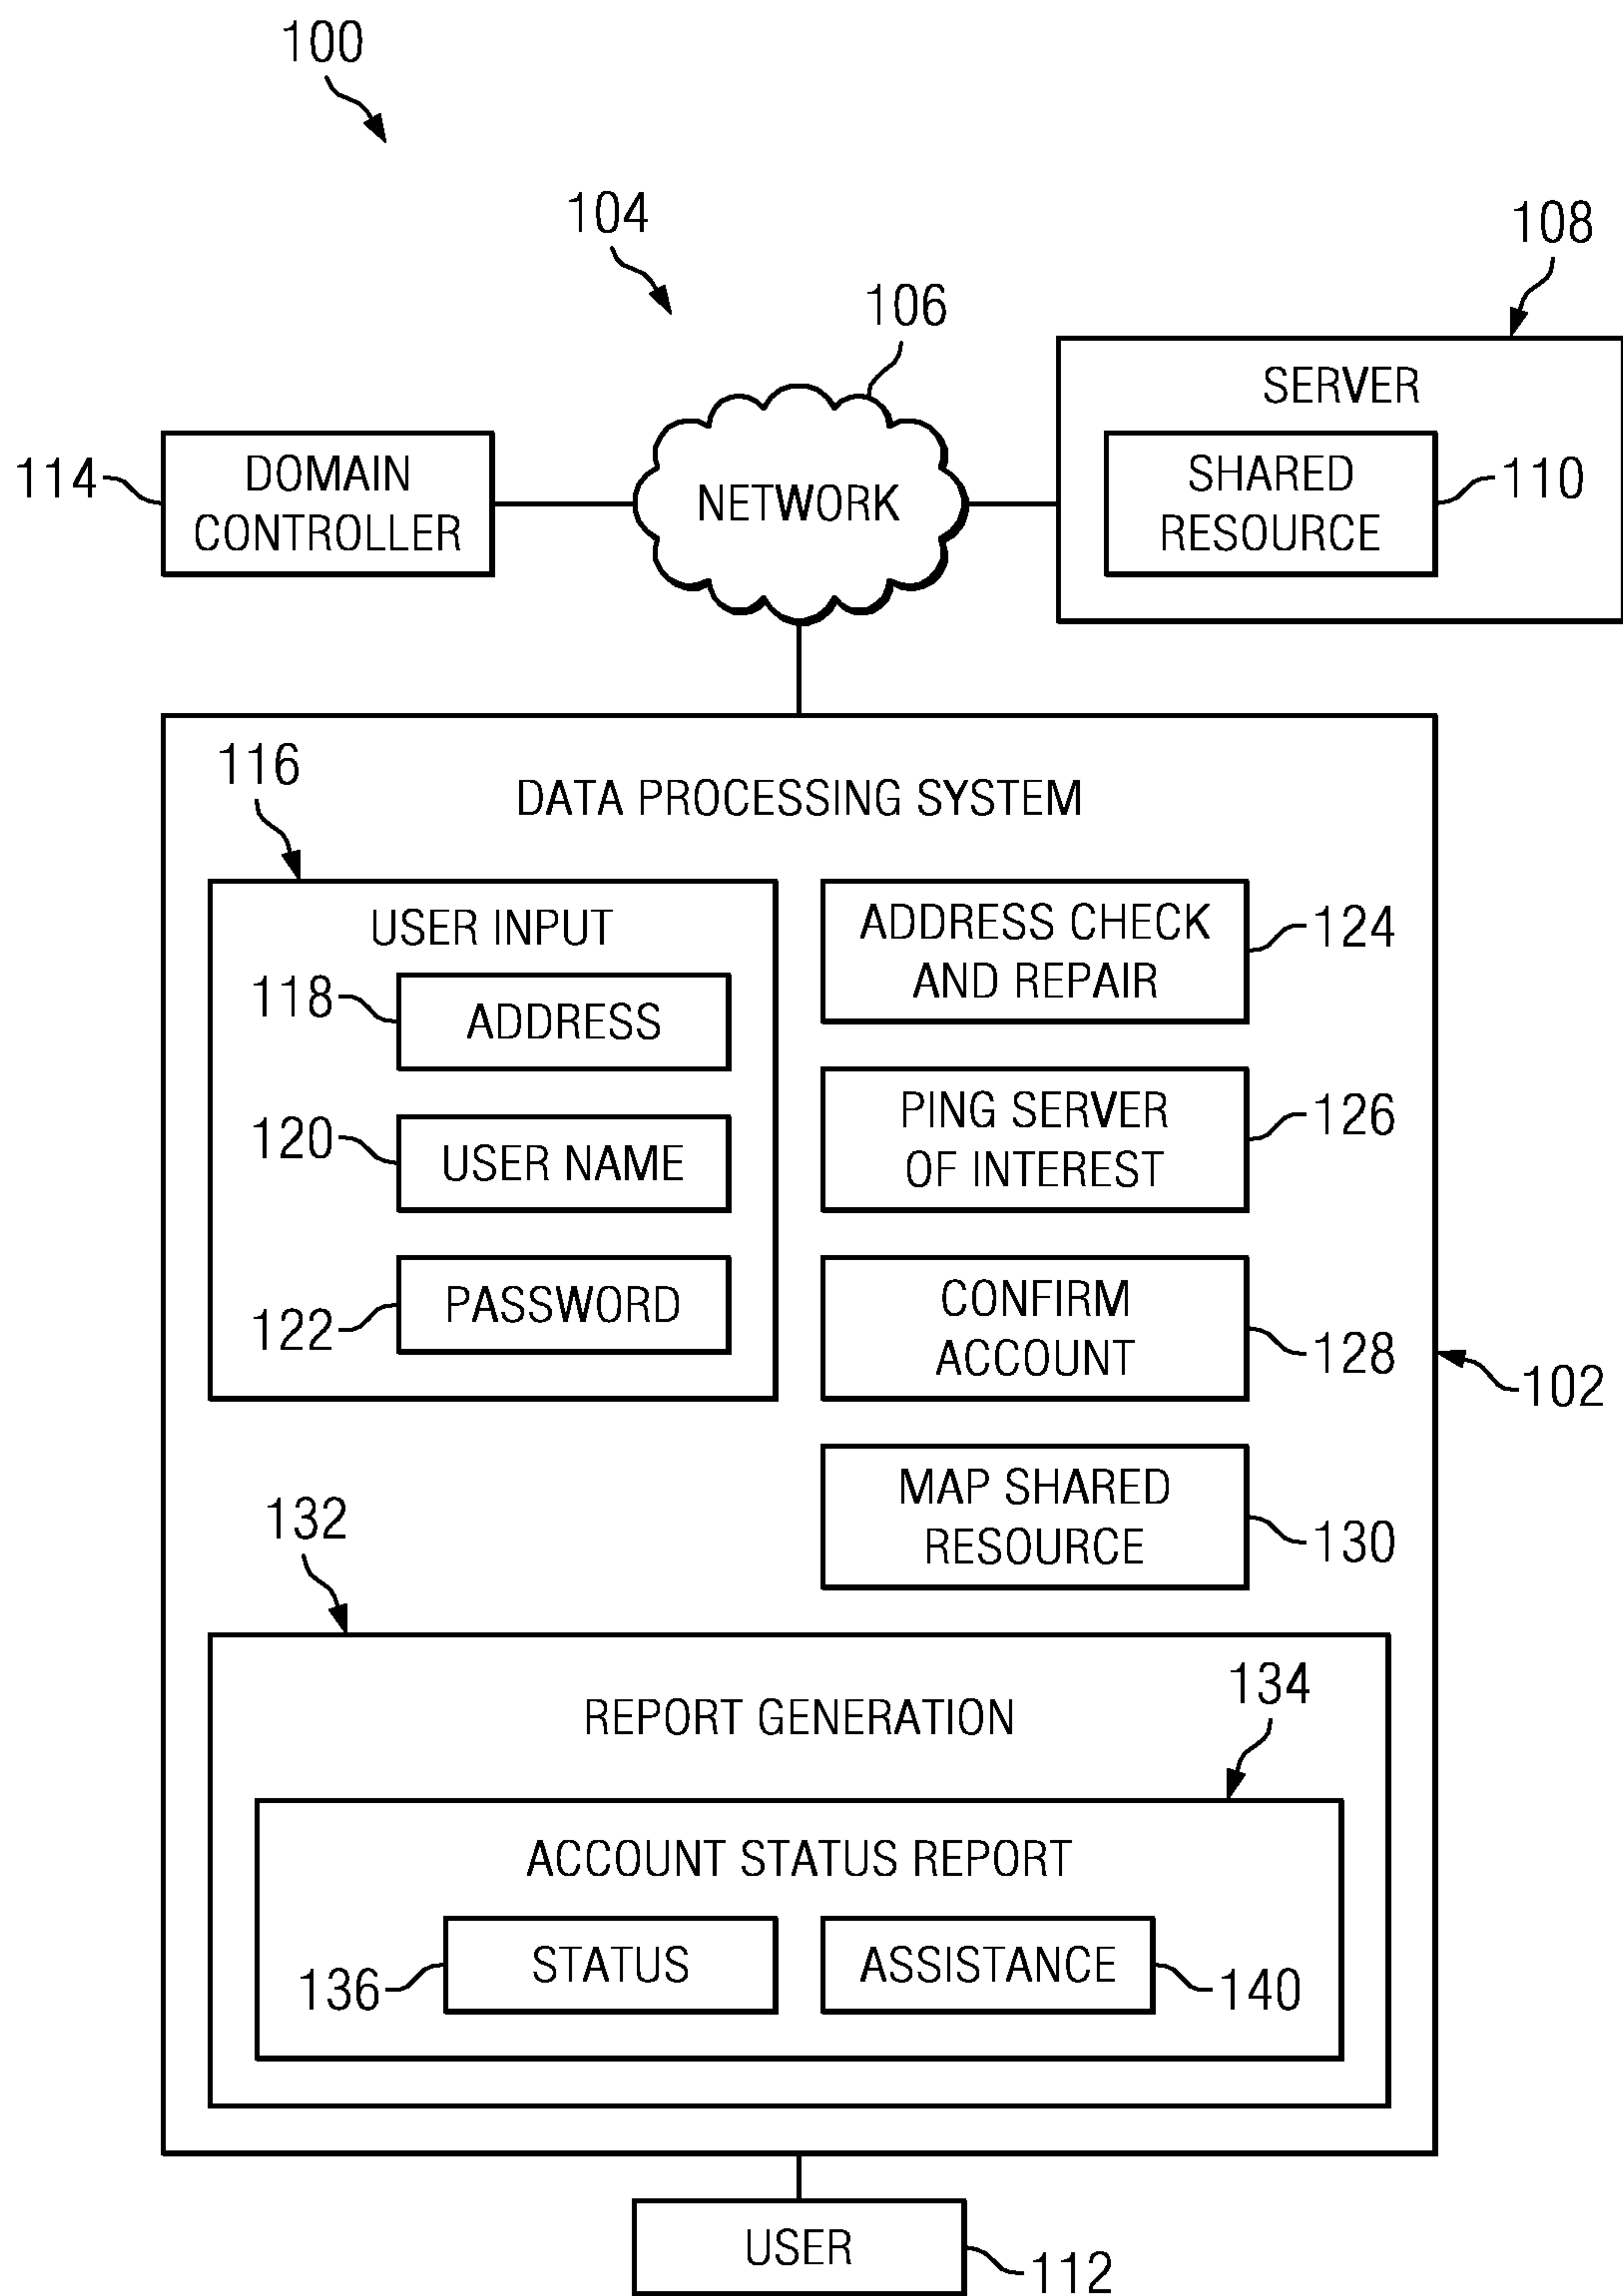 100
104
108
106
SERVER
114
DOMAIN
CONTROLLER
NETWORK
SHARED
RESOURCE
110
116
DATA PROCESSING SYSTEM
USER INPUT
118
ADDRESS
120
USER NAME
122
PASSWORD
ADDRESS CHECK
AND REPAIR
124
PING SERVER
OF INTEREST
126
CONFIRM
ACCOUNT
128
102
MAP SHARED
RESOURCE
130
132
REPORT GENERATION
134
ACCOUNT STATUS REPORT
136
STATUS
ASSISTANCE
140
USER
112